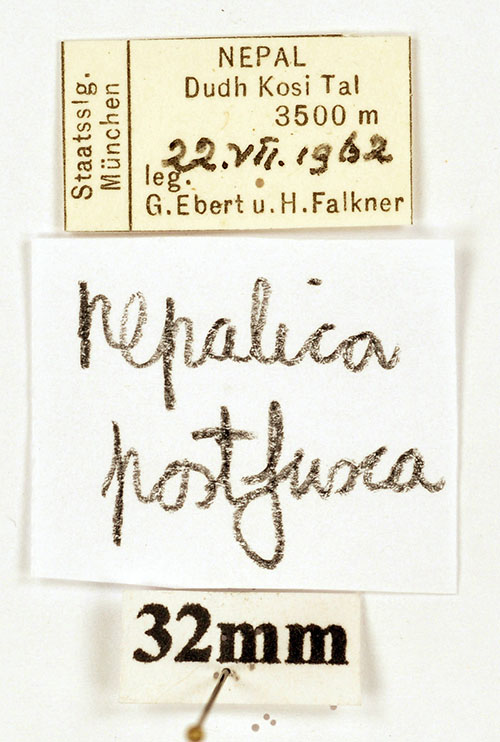 Staatsslg.
München
NEPAL
Dudh Kosi Tal
3500 m
22.VII.1962
leg.
G.Ebert u. H.Falkner
nepalica
postfusca
32mm